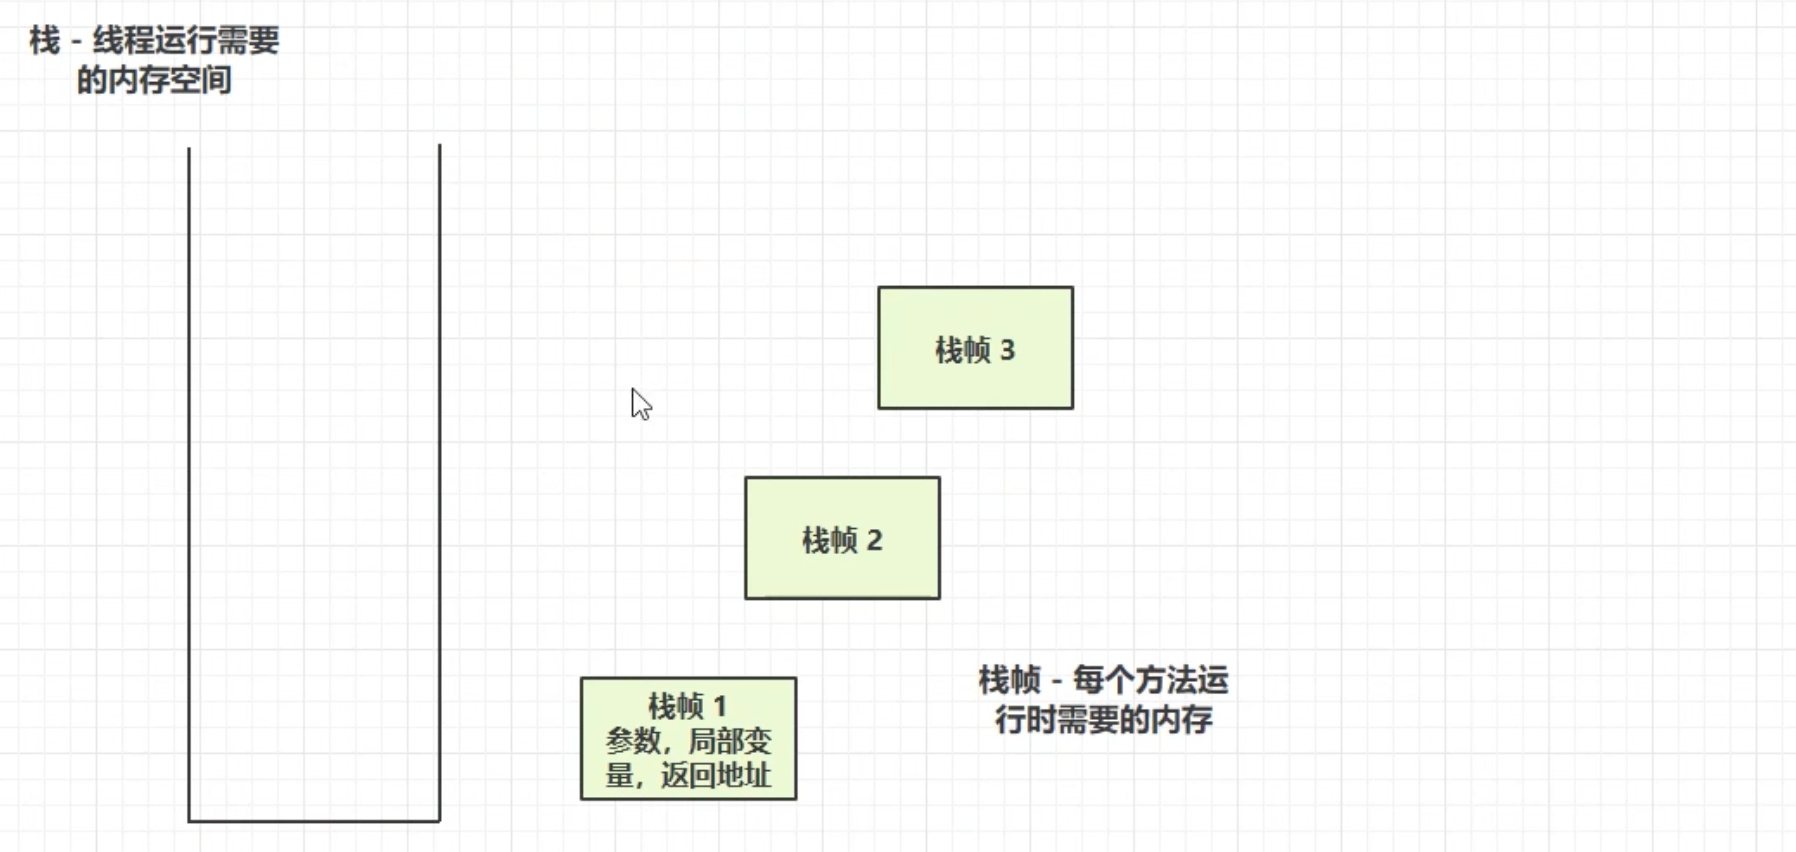 栈 - 线程运行需要
的内存空间
栈帧 3
栈帧 2
栈帧 1
参数，局部变
量，返回地址
栈帧 - 每个方法运
行时需要的内存